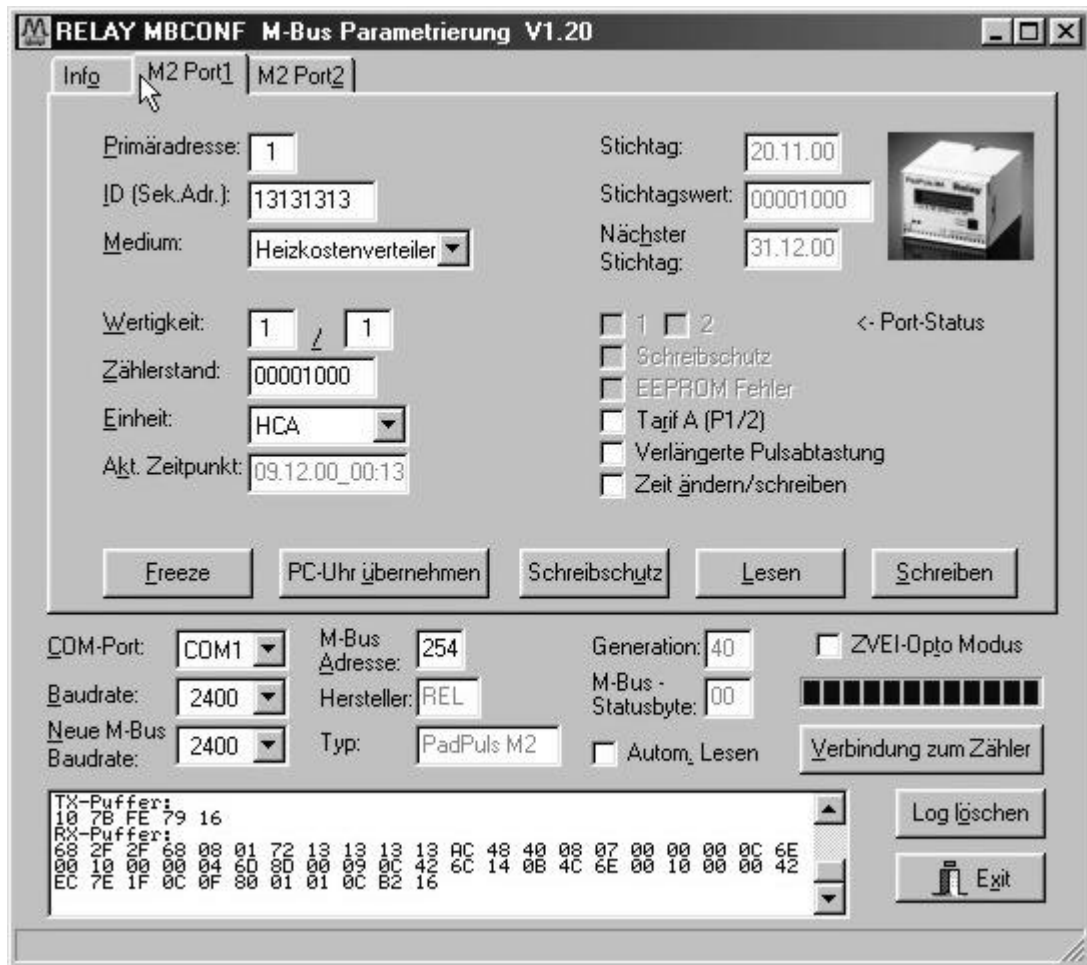 RELAY MBCONF M-Bus Parametrierung V1.20
Info M2 Port1 M2 Port2
Primäradresse: 1
ID (Sek.Adr.): 13131313
Medium: Heizkostenverteiler
Stichtag: 20.11.00
Stichtagswert: 00001000
Nächster
Stichtag: 31.12.00
Relay
Wertigkeit: 1 / 1
Zählerstand: 00001000
Einheit: HCA
Akt. Zeitpunkt: 09.12.00_00:13
1 2 <- Port-Status
Schreibschutz
EEPROM Fehler
Tarif A (P1/2)
Verlängerte Pulsabtastung
Zeit ändern/schreiben
Freeze PC-Uhr übernehmen Schreibschutz Lesen Schreiben
COM-Port: COM1
Baudrate: 2400
Neue M-Bus
Baudrate: 2400
M-Bus
Adresse: 254
Hersteller: REL
Typ: PadPuls M2
Generation: 40
M-Bus -
Statusbyte: 00
Autom. Lesen
ZVEI-Opto Modus
Verbindung zum Zähler
TX-Puffer:
10 7B FE 79 16
RX-Puffer:
68 2F 2F 68 08 01 72 13 13 13 13 AC 48 40 08 07 00 00 00 0C 6E
00 10 00 00 04 6D 8D 00 09 0C 42 6C 14 0B 4C 6E 00 10 00 00 42
EC 7E 1F 0C 0F 80 01 01 0C B2 16
Log löschen
Exit